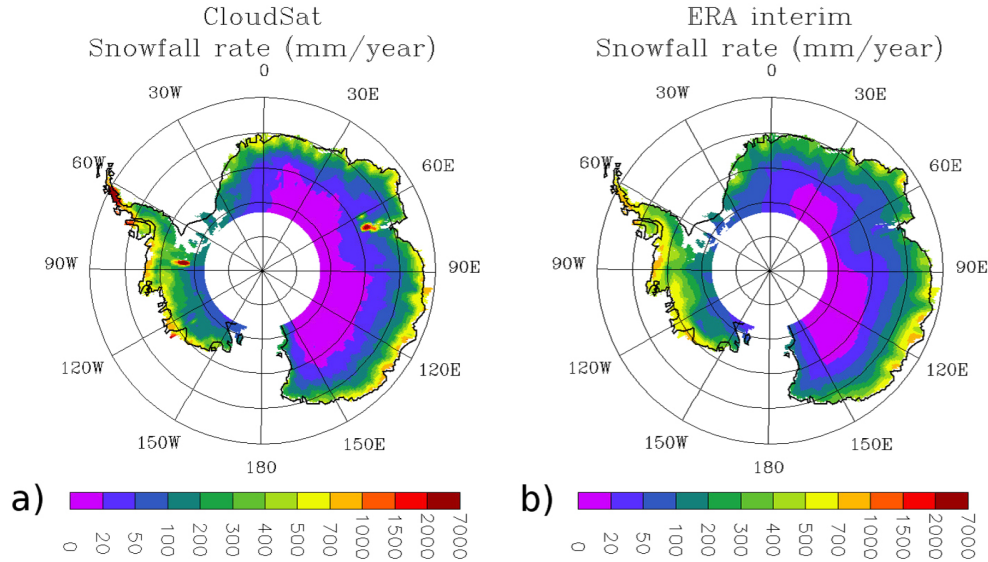 CloudSat
Snowfall rate (mm/year)
0
30W
30E
60W
60E
90W
90E
120W
120E
150W
150E
180
a)
0 20 50 100 200 300 400 500 700 1000 1500 2000 7000
ERA interim
Snowfall rate (mm/year)
0
30W
30E
60W
60E
90W
90E
120W
120E
150W
150E
180
b)
0 20 50 100 200 300 400 500 700 1000 1500 2000 7000